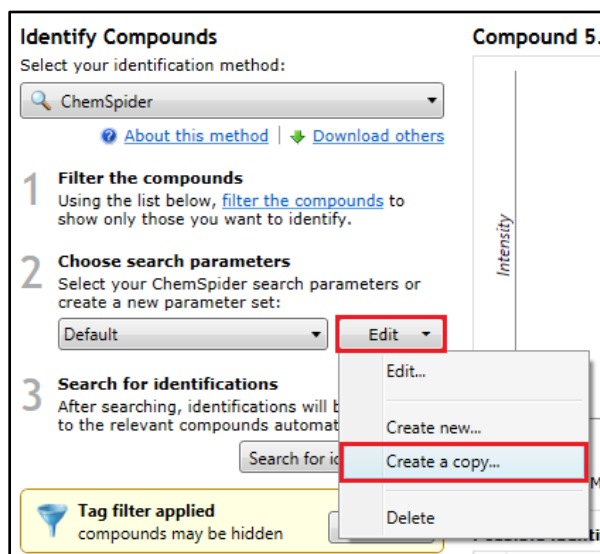 Identify Compounds
Select your identification method:
ChemSpider
About this method | Download others
1
Filter the compounds
Using the list below, filter the compounds to
show only those you want to identify.
2
Choose search parameters
Select your ChemSpider search parameters or
create a new parameter set:
Default
Edit
3
Search for identifications
After searching, identifications will
to the relevant compounds
Search for
Tag filter applied
compounds may be hidden
Edit...
Create new...
Create a copy...
Delete
Compound 5.
Intensity